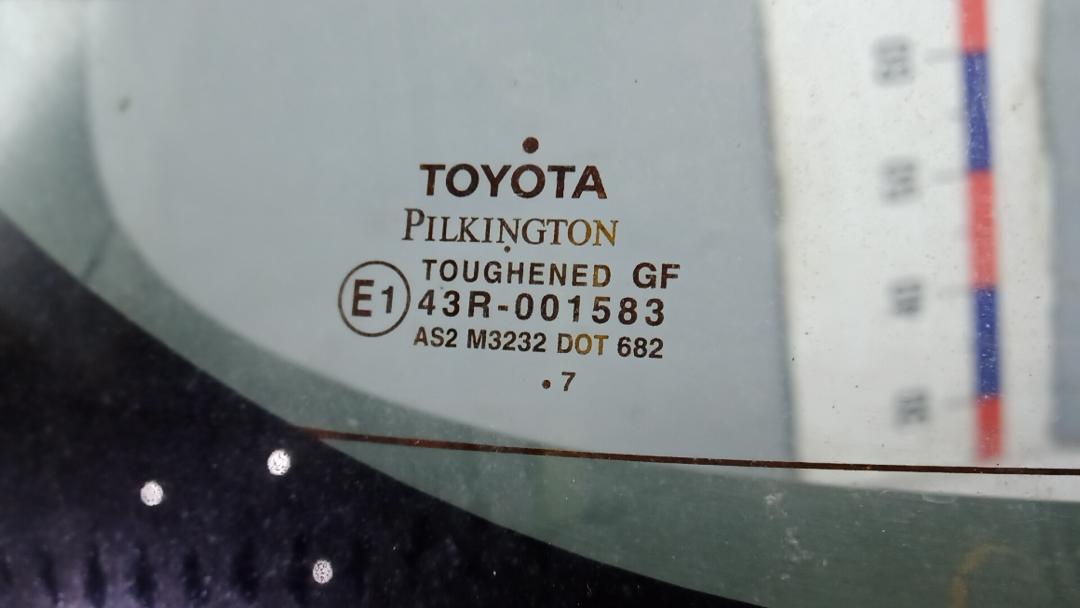 TOYOTA
PILKINGTON
TOUGHENED GF
E1 43R-001583
AS2 M3232 DOT 682
. 7